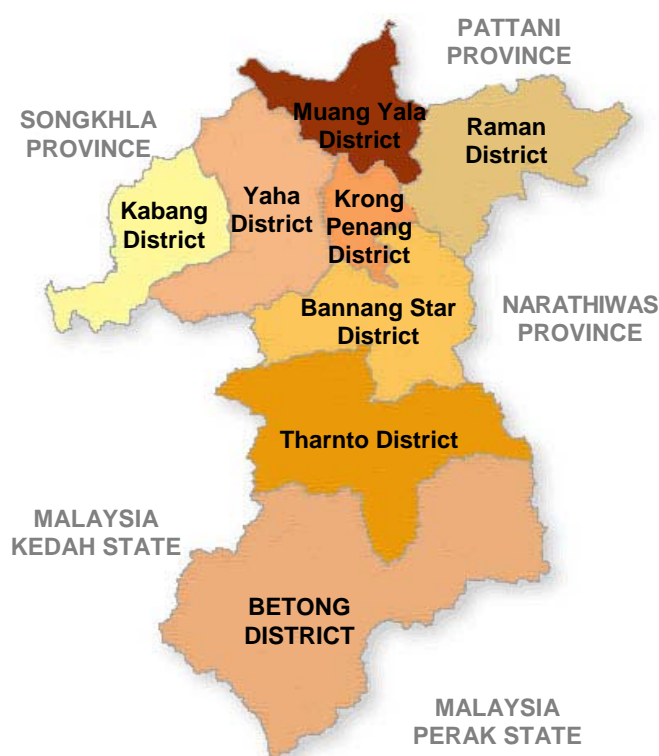 PATTANI
PROVINCE
SONGKHLA
PROVINCE
Muang Yala
District
Raman
District
Kabang
District
Yaha
District
Krong
Penang
District
Bannang Star
District
NARATHIWAS
PROVINCE
Tharnto District
MALAYSIA
KEDAH STATE
BETONG
DISTRICT
MALAYSIA
PERAK STATE